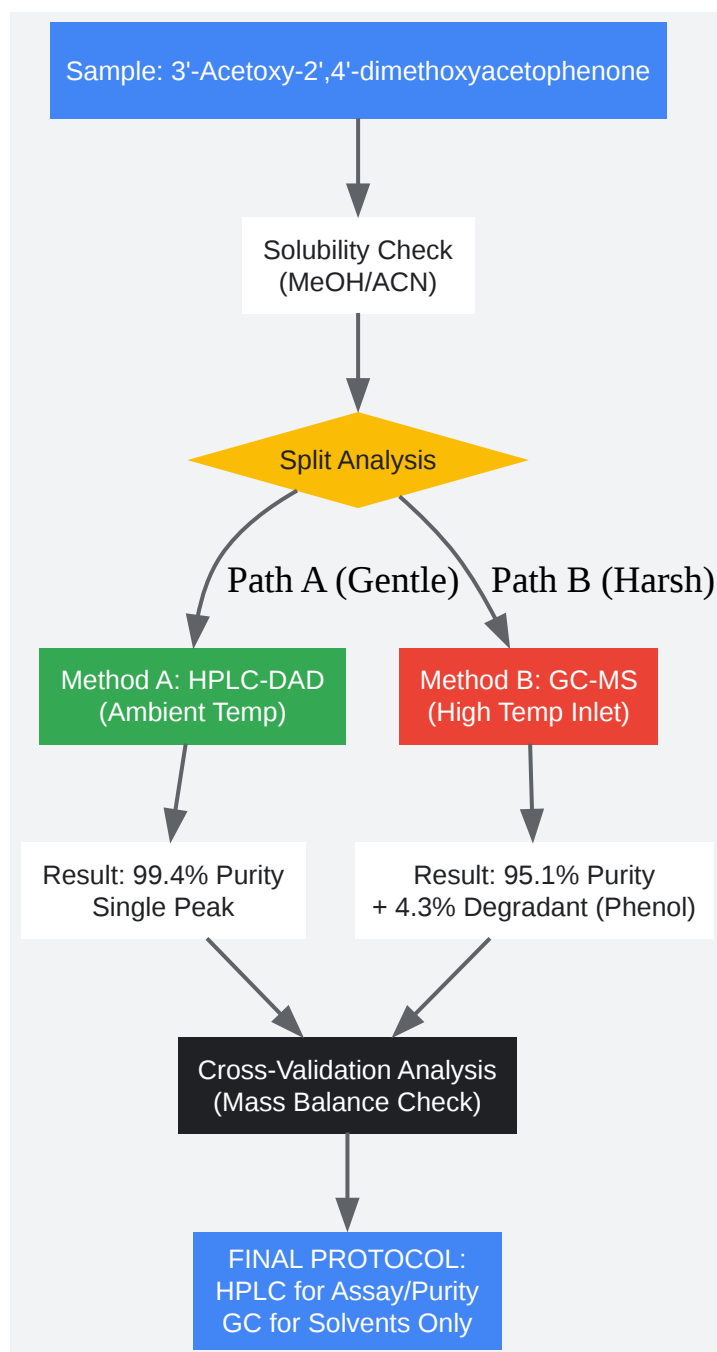 Sample: 3'-Acetoxy-2',4'-dimethoxyacetophenone
Solubility Check
(MeOH/ACN)
Split Analysis
Path A (Gentle)
Path B (Harsh)
Method A: HPLC-DAD
(Ambient Temp)
Method B: GC-MS
(High Temp Inlet)
Result: 99.4% Purity
Single Peak
Result: 95.1% Purity
+ 4.3% Degradant (Phenol)
Cross-Validation Analysis
(Mass Balance Check)
FINAL PROTOCOL:
HPLC for Assay/Purity
GC for Solvents Only